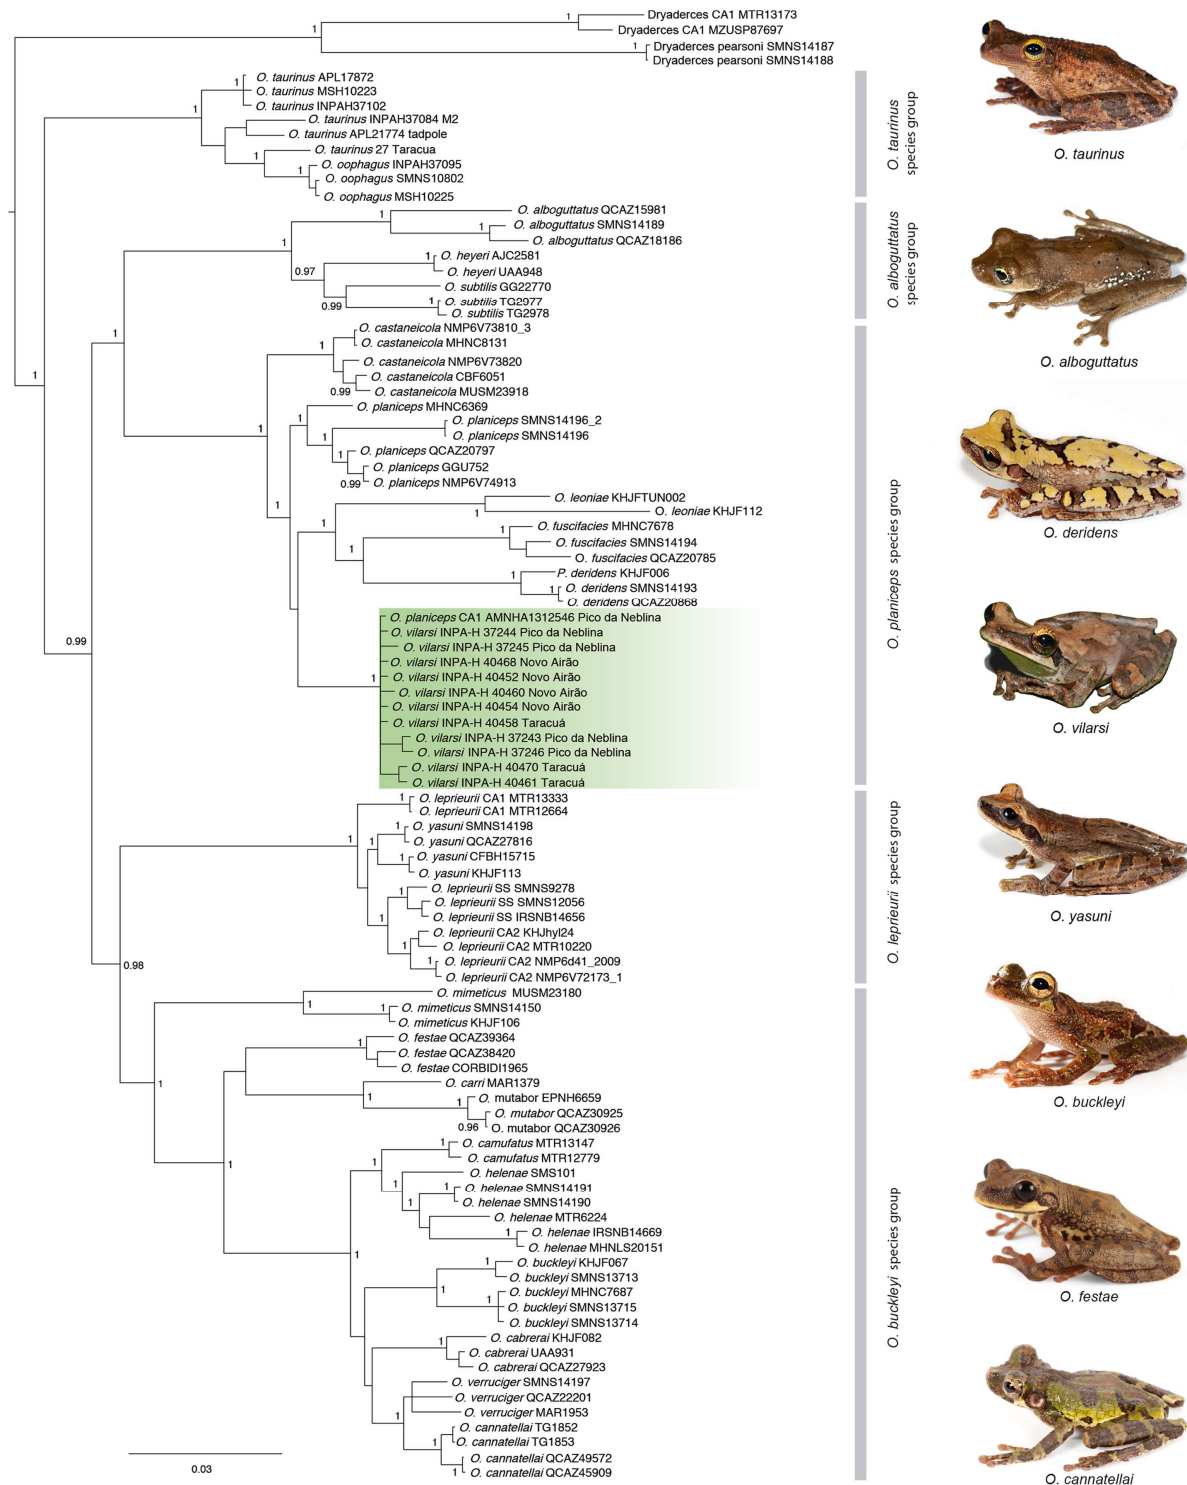 Dryaderces CA1 MTR13173
1
Dryaderces CA1 MZUSP87697
1
Dryaderces pearsoni SMNS14187
Dryaderces pearsoni SMNS14188
O. taurinus APL17872
1
O. taurinus MSH10223
O. taurinus INPAH37102
1
O. taurinus INPAH37084 M2
O. taurinus APL21774 tadpole
O. taurinus 27 Taracua
1
O. oophagus INPAH37095
1
O. oophagus SMNS10802
O. oophagus MSH10225
O. taurinus
species group
O. taurinus
O. alboguttatus QCAZ15981
1
O. alboguttatus SMNS14189
1
O. alboguttatus QCAZ18186
1
O. heyeri AJC2581
1
O. heyeri UAA948
0.97
O. subtilis GG22770
O. subtilis TG2977
1
0.99
O. subtilis TG2978
O. alboguttatus
species group
O. alboguttatus
O. castaneicola NMP6V73810_3
1
O. castaneicola MHNC8131
1
O. castaneicola NMP6V73820
O. castaneicola CBF6051
1
0.99
O. castaneicola MUSM23918
O. planiceps MHNC6369
1
O. planiceps SMNS14196_2
1
1
O. planiceps SMNS14196
1
O. planiceps QCAZ20797
1
O. planiceps GGU752
0.99
O. planiceps NMP6V74913
O. leoniae KHJFTUN002
1
1
O. leoniae KHJF112
1
O. fuscifacies MHNC7678
1
O. fuscifacies SMNS14194
1
O. fuscifacies QCAZ20785
P. deridens KHJF006
1
O. deridens SMNS14193
1
O. deridens QCAZ20868
O. deridens
O. planiceps CA1 AMNHA1312546 Pico da Neblina
O. vilarsi INPA-H 37244 Pico da Neblina
0.99
O. vilarsi INPA-H 37245 Pico da Neblina
O. vilarsi INPA-H 40468 Novo Airão
O. vilarsi INPA-H 40452 Novo Airão
1
O. vilarsi INPA-H 40460 Novo Airão
O. vilarsi INPA-H 40454 Novo Airão
O. vilarsi INPA-H 40458 Taracuá
O. vilarsi INPA-H 37243 Pico da Neblina
O. vilarsi INPA-H 37246 Pico da Neblina
O. vilarsi INPA-H 40470 Taracuá
O. vilarsi INPA-H 40461 Taracuá
O. planiceps species group
O. vilarsi
O. leprieurii CA1 MTR13333
1
O. leprieurii CA1 MTR12664
O. yasuni SMNS14198
1
1
O. yasuni QCAZ27816
O. yasuni CFBH15715
1
O. yasuni KHJF113
O. leprieurii SS SMNS9278
1
O. leprieurii SS SMNS12056
1
O. leprieurii SS IRSNB14656
O. leprieurii CA2 KHJhyl24
O. leprieurii CA2 MTR10220
1
O. leprieurii CA2 NMP6d41_2009
1
0.98
O. leprieurii CA2 NMP6V72173_1
O. leprieurii species group
O. yasuni
O. mimeticus MUSM23180
1
O. mimeticus SMNS14150
1
O. mimeticus KHJF106
O. festae QCAZ39364
1
O. festae QCAZ38420
O. festae CORBIDI1965
O. carri MAR1379
1
1
O. mutabor EPNH6659
1
O. mutabor QCAZ30925
0.96
O. mutabor QCAZ30926
O. camufatus MTR13147
1
O. camufatus MTR12779
1
1
O. helenae SMS101
1
O. helenae SMNS14191
1
O. helenae SMNS14190
1
O. helenae MTR6224
O. helenae IRSNB14669
1
O. helenae MHNLS20151
1
O. buckleyi KHJF067
1
O. buckleyi SMNS13713
1
O. buckleyi MHNC7687
1
O. buckleyi SMNS13715
O. buckleyi SMNS13714
O. cabrerai KHJF082
1
O. cabrerai UAA931
O. cabrerai QCAZ27923
O. verruciger SMNS14197
O. verruciger QCAZ22201
O. verruciger MAR1953
1
O. cannatellai TG1852
1
O. cannatellai TG1853
O. cannatellai QCAZ49572
1
O. cannatellai QCAZ45909
O. buckleyi species group
O. buckleyi
O. festae
O. cannatellai
0.03